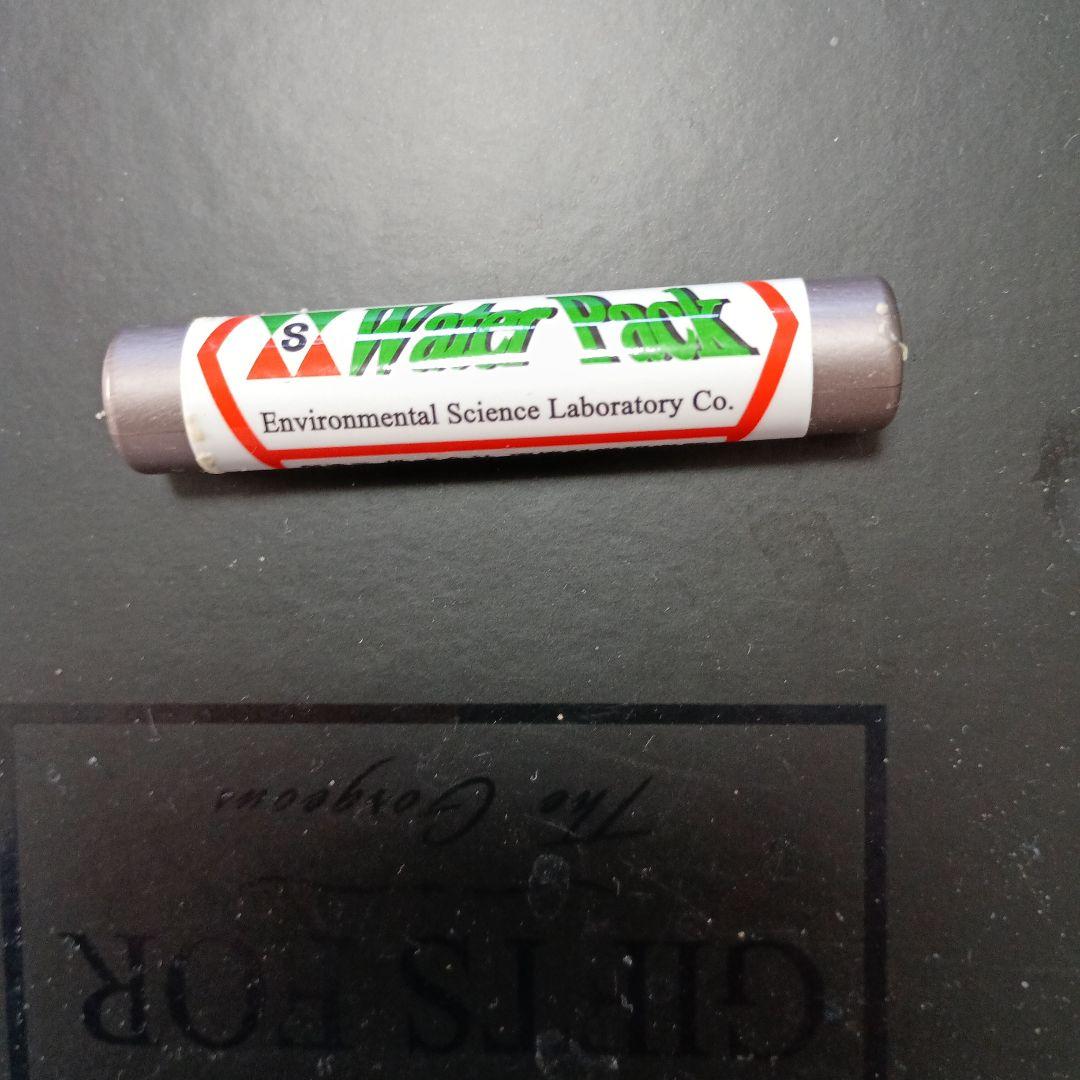 S Water Pack
Environmental Science Laboratory Co.
The Gorgeous
GIFTS FOR